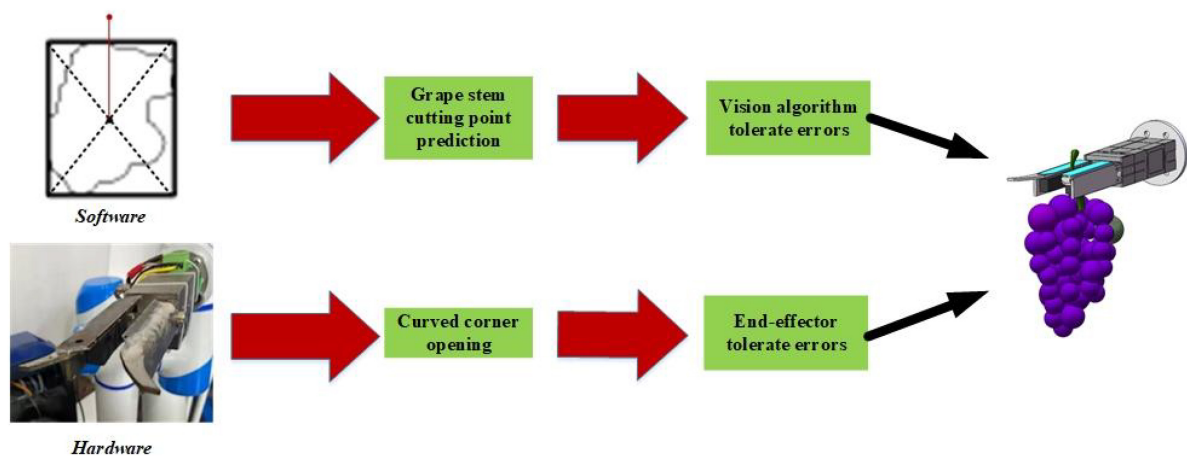 Grape stem
cutting point
prediction
Vision algorithm
tolerate errors
Software
Curved corner
opening
End-effector
tolerate errors
Hardware